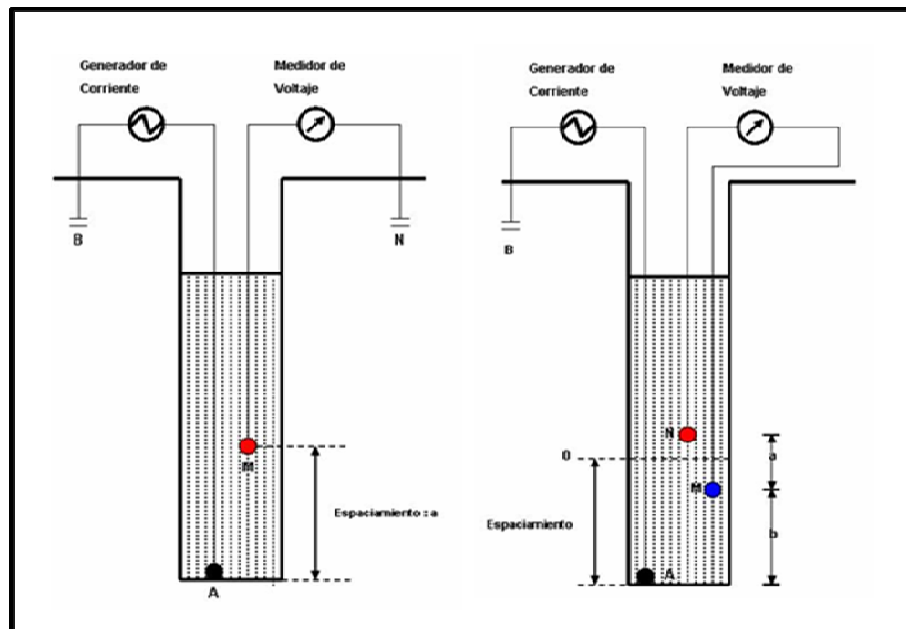 Generador de
Corriente
Medidor de
Voltaje
B
N
M
Espaciamiento : a
A
Generador de
Corriente
Medidor de
Voltaje
B
N
O
a
M
Espaciamiento
b
A